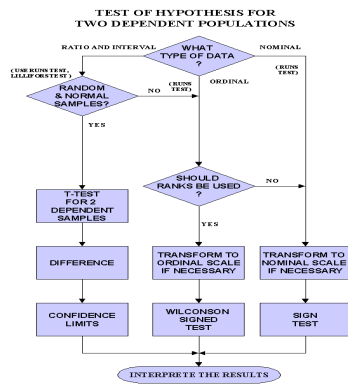 TEST OF HYPOTHESIS FOR
TWO DEPENDENT POPULATIONS
RATIO AND INTERVAL
WHAT
TYPE OF DATA
?
NOMINAL
(USE RUNS TEST,
LILLIFORS TEST)
(RUNS
TEST)
ORDINAL
(RUNS
TEST)
RANDOM
& NORMAL
SAMPLES?
NO
YES
SHOULD
RANKS BE USED
?
NO
YES
T-TEST
FOR 2
DEPENDENT
SAMPLES
DIFFERENCE
TRANSFORM TO
ORDINAL SCALE
IF NECESSARY
TRANSFORM TO
NOMINAL SCALE
IF NECESSARY
CONFIDENCE
LIMITS
WILCONSON
SIGNED
TEST
SIGN
TEST
INTERPRETE THE RESULTS